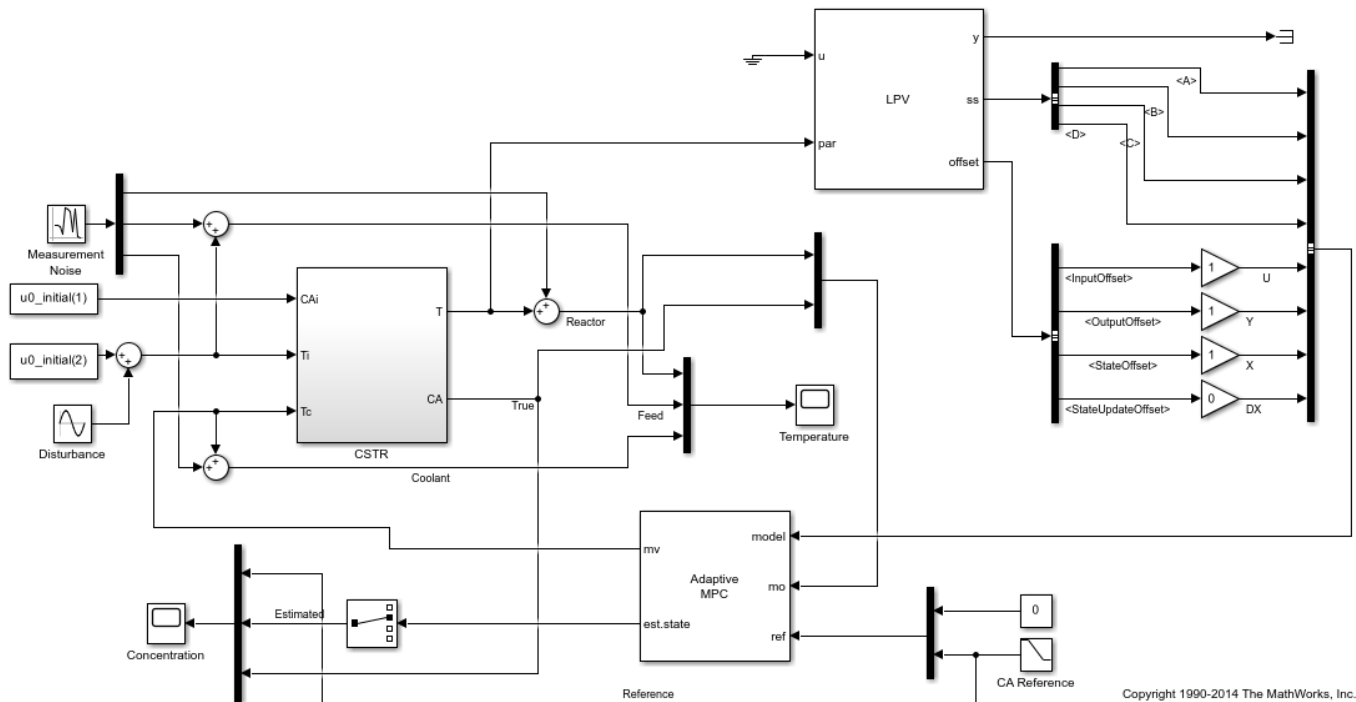 y
u
<A>
LPV
ss
<B>
par
<D>
<C>
offset
Measurement
Noise
u0_initial(1)
CAi
T
Reactor
<InputOffset>
1
U
<OutputOffset>
1
Y
u0_initial(2)
Ti
<StateOffset>
1
X
CA
True
Feed
<StateUpdateOffset>
0
DX
Tc
Temperature
Disturbance
CSTR
Coolant
mv
model
Adaptive
MPC
mo
est.state
ref
0
Estimated
Concentration
CA Reference
Reference
Copyright 1990-2014 The MathWorks, Inc.